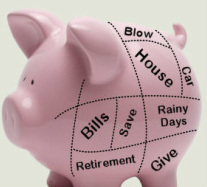 Blow
House
Car
Bills
Save
Rainy
Days
Retirement
Give